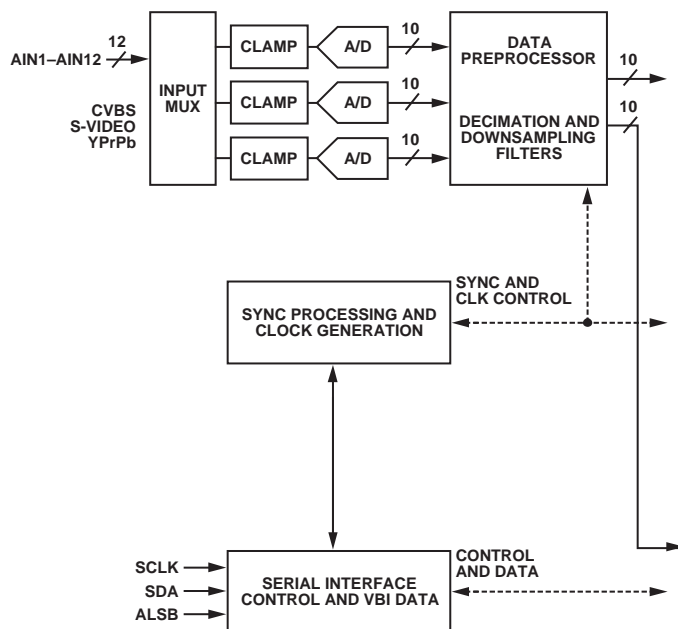 12
AIN1–AIN12
CVBS
S-VIDEO
YPrPb
INPUT
MUX
CLAMP
A/D
10
CLAMP
A/D
10
CLAMP
A/D
10
DATA
PREPROCESSOR
DECIMATION AND
DOWNSAMPLING
FILTERS
10
10
SYNC PROCESSING AND
CLOCK GENERATION
SYNC AND
CLK CONTROL
SCLK
SDA
ALSB
SERIAL INTERFACE
CONTROL AND VBI DATA
CONTROL
AND DATA